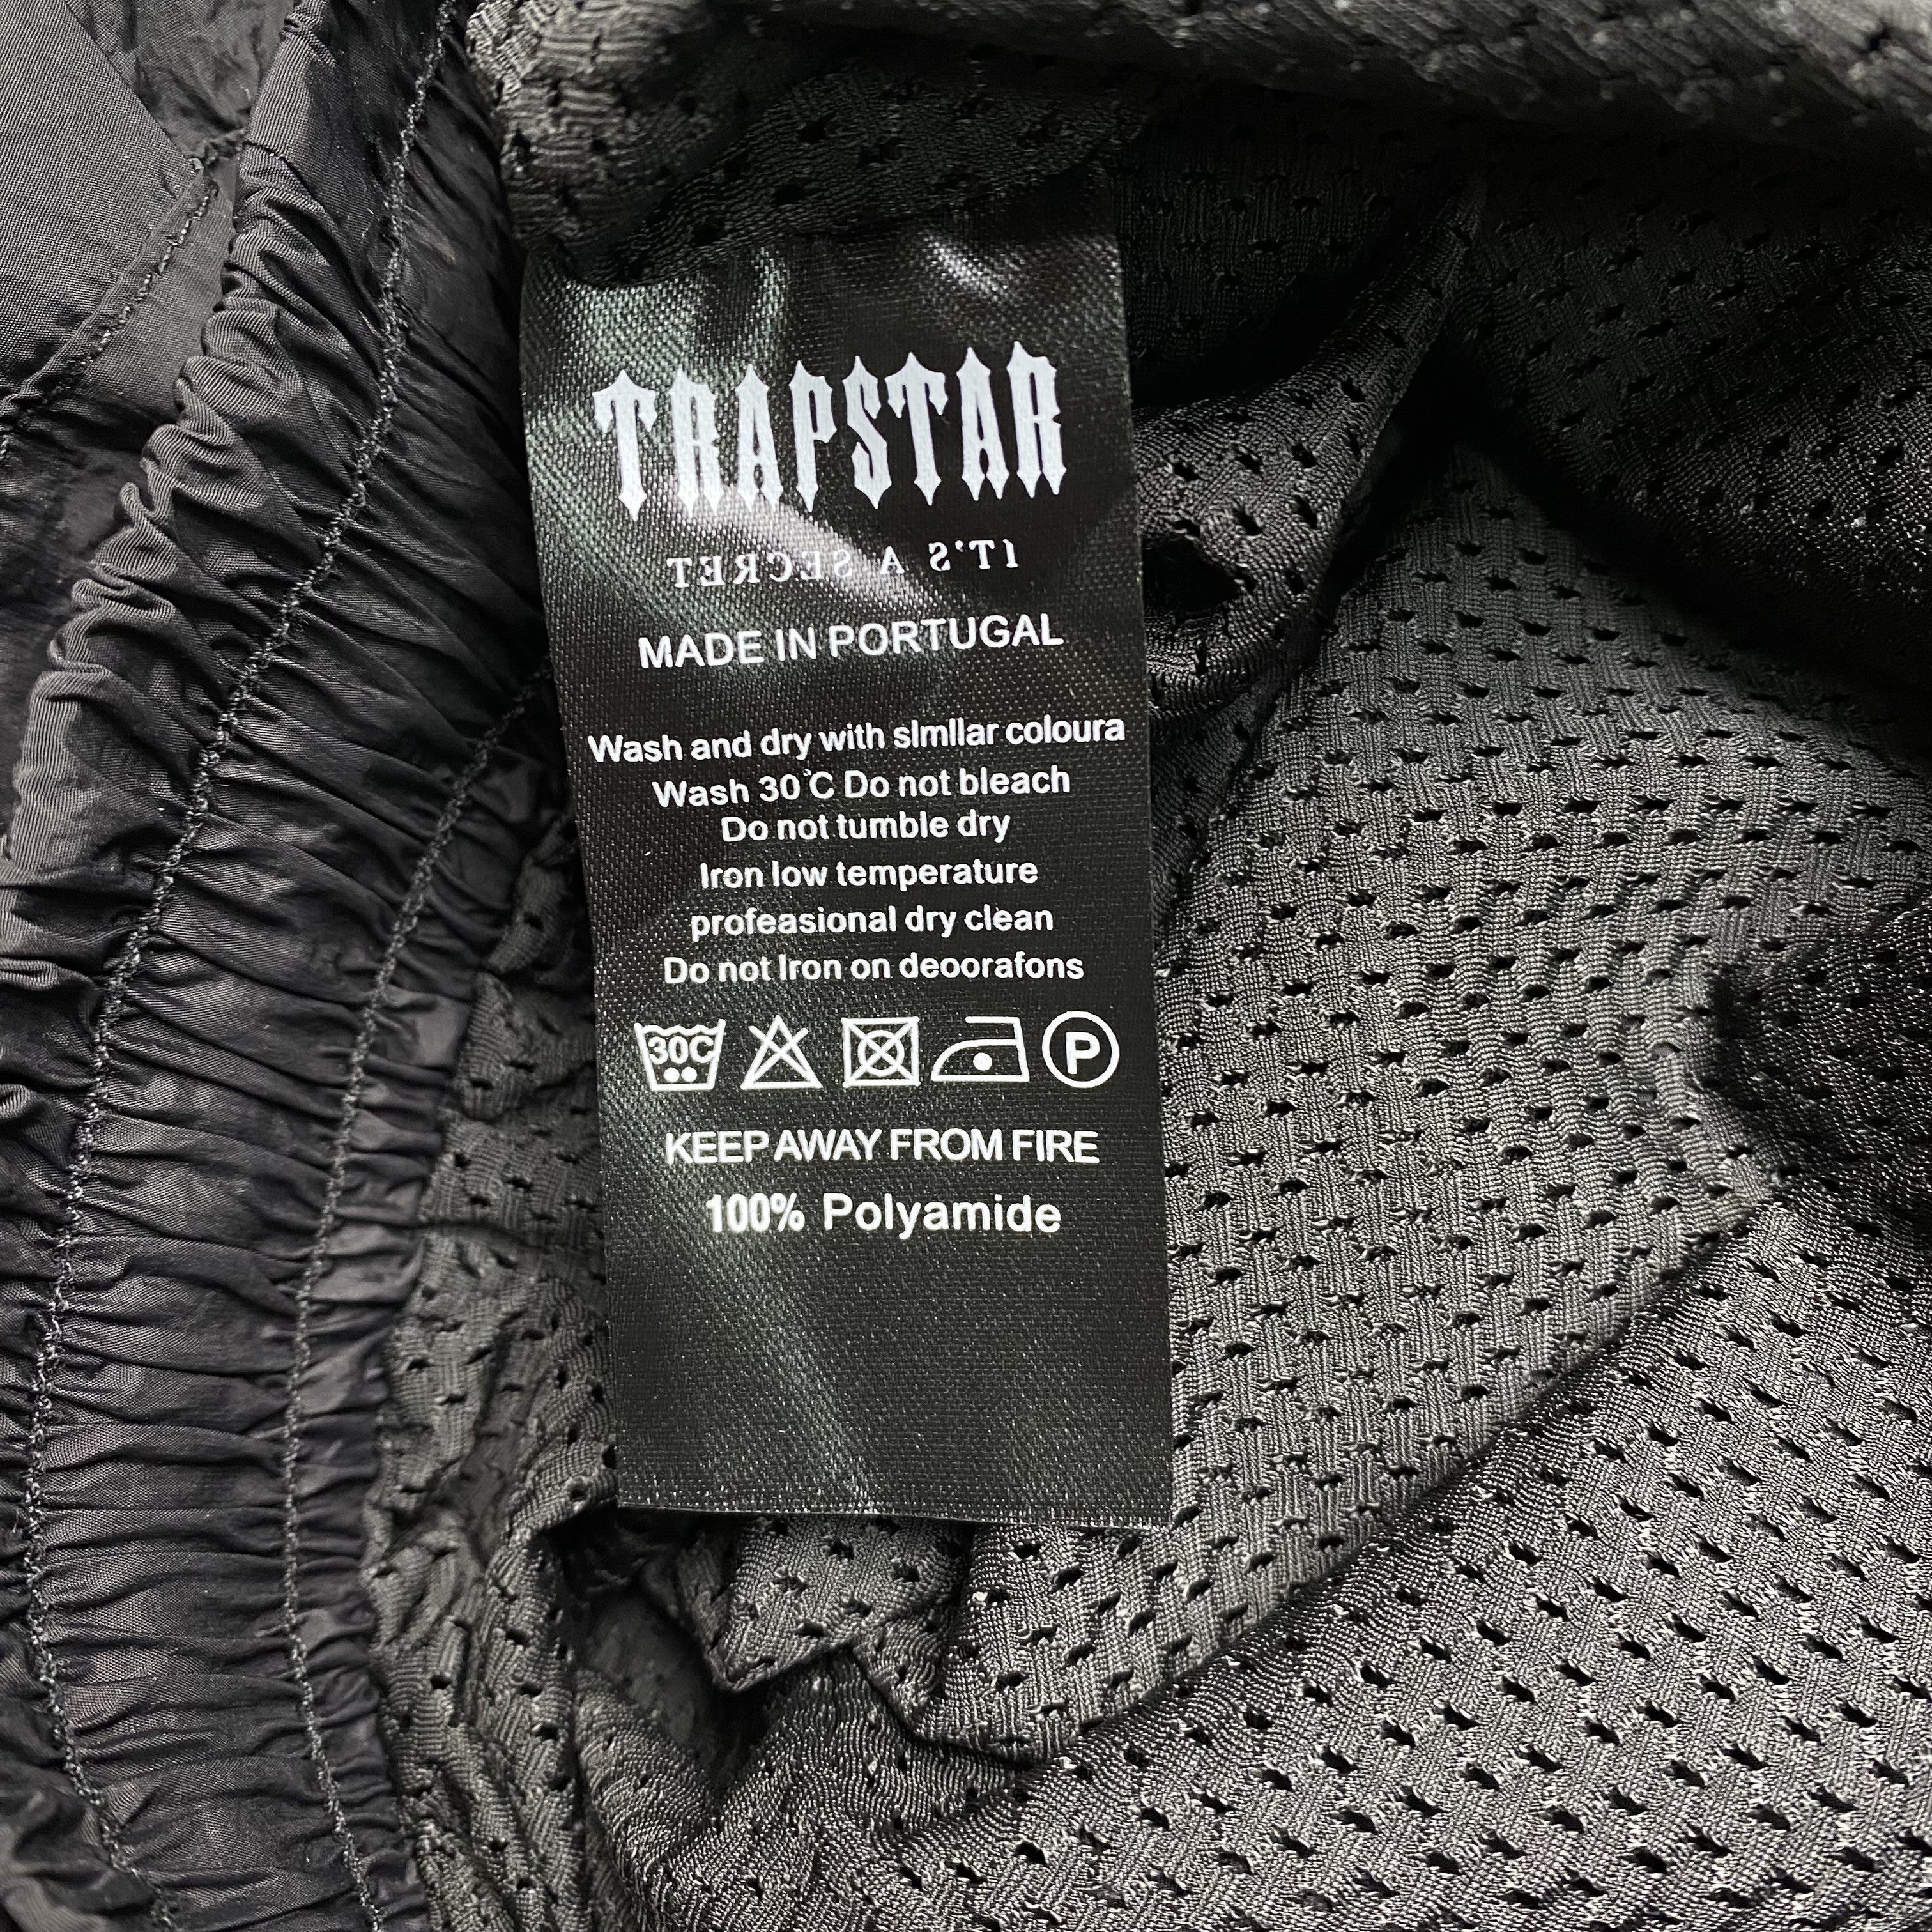 TRAPSTAR
IT'S A SECRET
MADE IN PORTUGAL
Wash and dry with slmllar coloura
Wash 30°C Do not bleach
Do not tumble dry
Iron low temperature
profeasional dry clean
Do not Iron on deoorafons
30C P
KEEP AWAY FROM FIRE
100% Polyamide